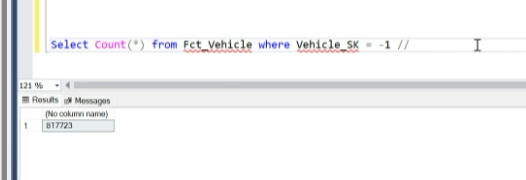 Select Count(*) from Fct_Vehicle where Vehicle_SK = -1 //
121 %
Results Messages
(No column name)
1 817723